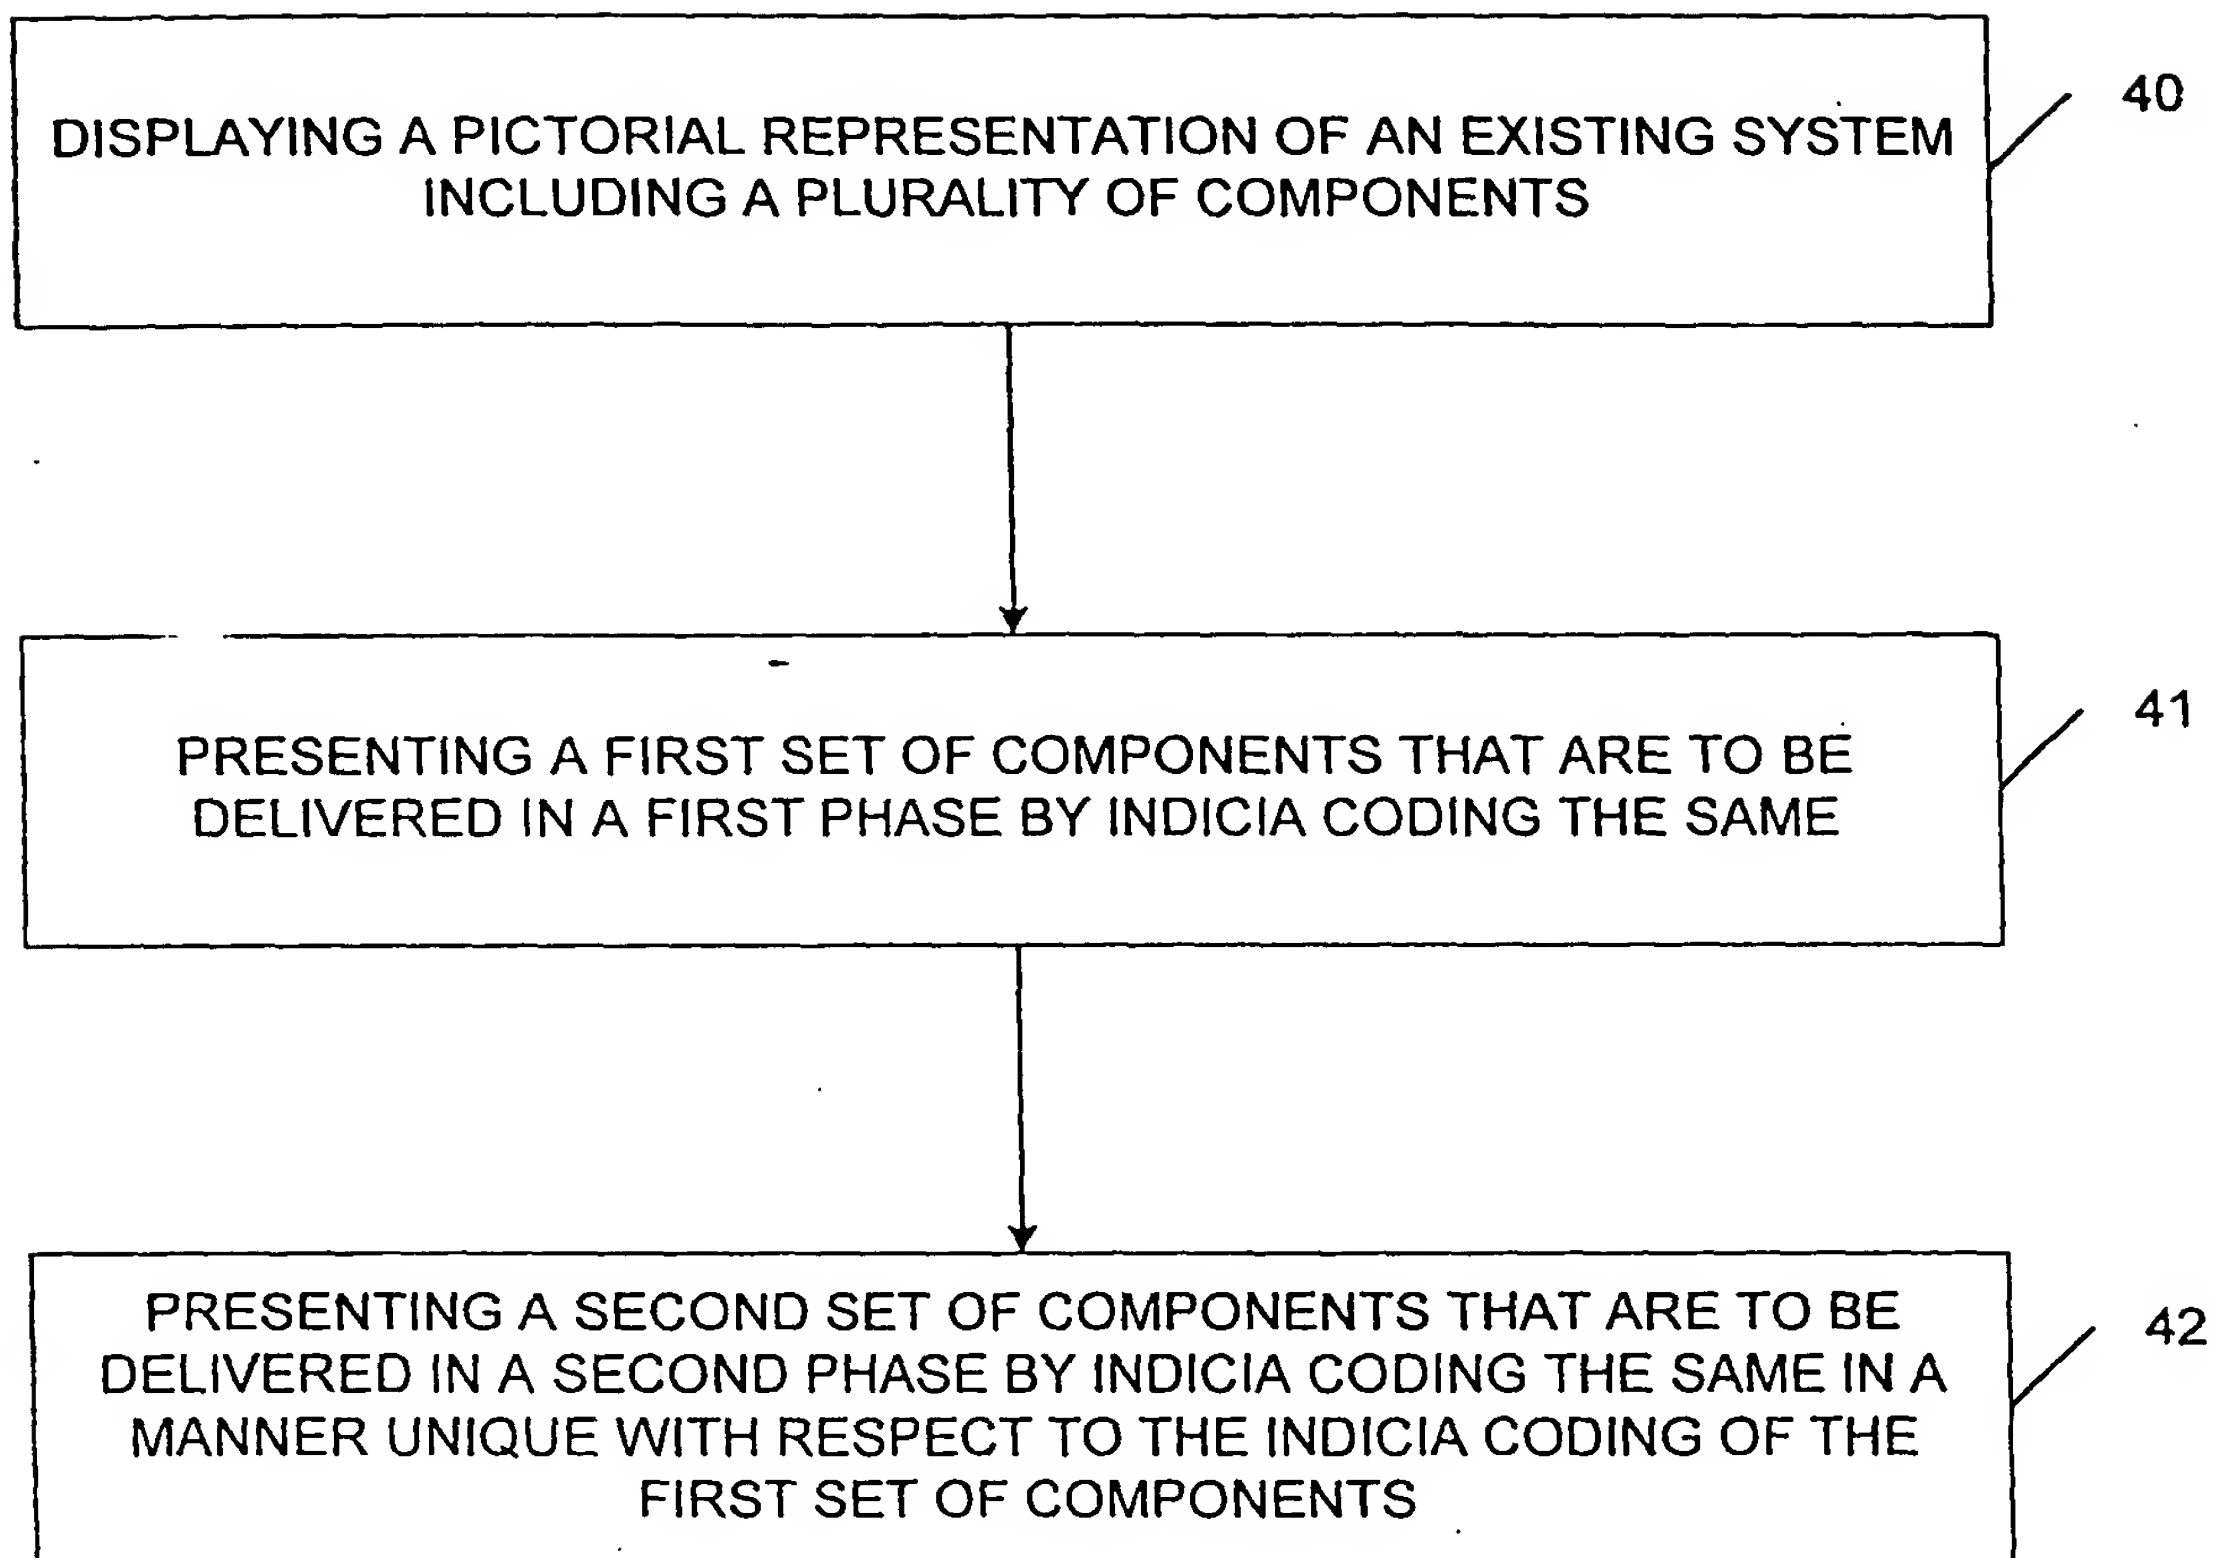 DISPLAYING A PICTORIAL REPRESENTATION OF AN EXISTING SYSTEM
INCLUDING A PLURALITY OF COMPONENTS
40
PRESENTING A FIRST SET OF COMPONENTS THAT ARE TO BE
DELIVERED IN A FIRST PHASE BY INDICIA CODING THE SAME
41
PRESENTING A SECOND SET OF COMPONENTS THAT ARE TO BE
DELIVERED IN A SECOND PHASE BY INDICIA CODING THE SAME IN A
MANNER UNIQUE WITH RESPECT TO THE INDICIA CODING OF THE
FIRST SET OF COMPONENTS
42